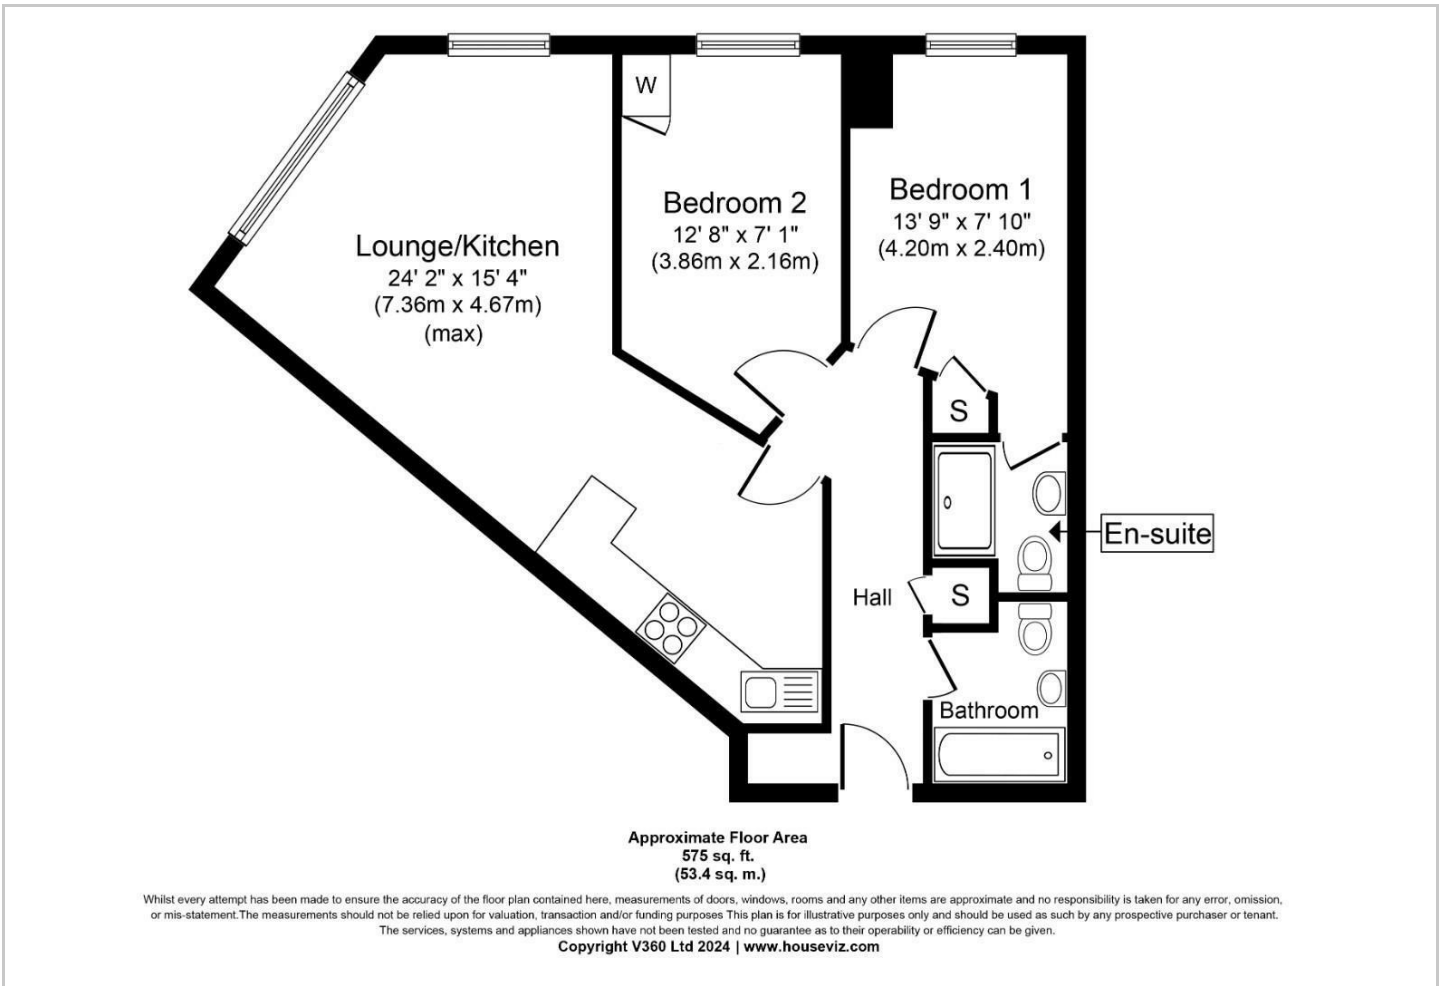 W
Bedroom 2
12' 8" x 7' 1"
(3.86m x 2.16m)
Bedroom 1
13' 9" x 7' 10"
(4.20m x 2.40m)
Lounge/Kitchen
24' 2" x 15' 4"
(7.36m x 4.67m)
(max)
S
En-suite
Hall
S
Bathroom
Approximate Floor Area
575 sq. ft.
(53.4 sq. m.)
Whilst every attempt has been made to ensure the accuracy of the floor plan contained here, measurements of doors, windows, rooms and any other items are approximate and no responsibility is taken for any error, omission,
or mis-statement.The measurements should not be relied upon for valuation, transaction and/or funding purposes This plan is for illustrative purposes only and should be used as such by any prospective purchaser or tenant.
The services, systems and appliances shown have not been tested and no guarantee as to their operability or efficiency can be given.
Copyright V360 Ltd 2024 | www.houseviz.com